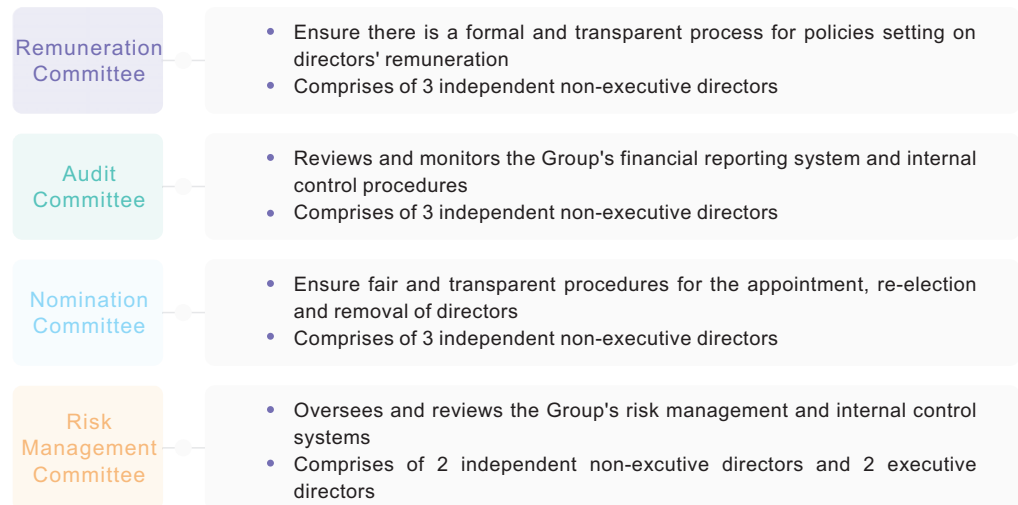 Remuneration
Committee
• Ensure there is a formal and transparent process for policies setting on
directors' remuneration
• Comprises of 3 independent non-executive directors
Audit
Committee
• Reviews and monitors the Group's financial reporting system and internal
control procedures
• Comprises of 3 independent non-executive directors
Nomination
Committee
• Ensure fair and transparent procedures for the appointment, re-election
and removal of directors
• Comprises of 3 independent non-executive directors
Risk
Management
Committee
• Oversees and reviews the Group's risk management and internal control
systems
• Comprises of 2 independent non-excutive directors and 2 executive
directors